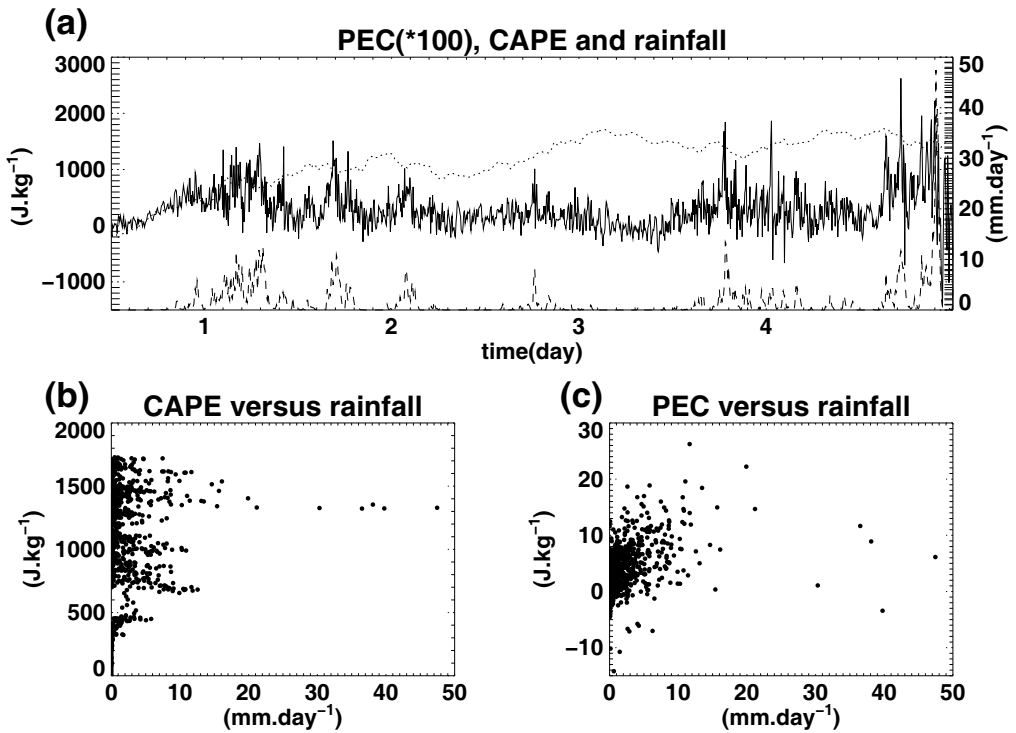 (a)
PEC(*100), CAPE and rainfall
3000
2000
1000
0
−1000
(J.kg⁻¹)
50
40
30
20
10
0
(mm.day⁻¹)
1 2 3 4
time(day)
(b)
CAPE versus rainfall
2000
1500
1000
500
0
(J.kg⁻¹)
0 10 20 30 40 50
(mm.day⁻¹)
(c)
PEC versus rainfall
30
20
10
0
−10
(J.kg⁻¹)
0 10 20 30 40 50
(mm.day⁻¹)